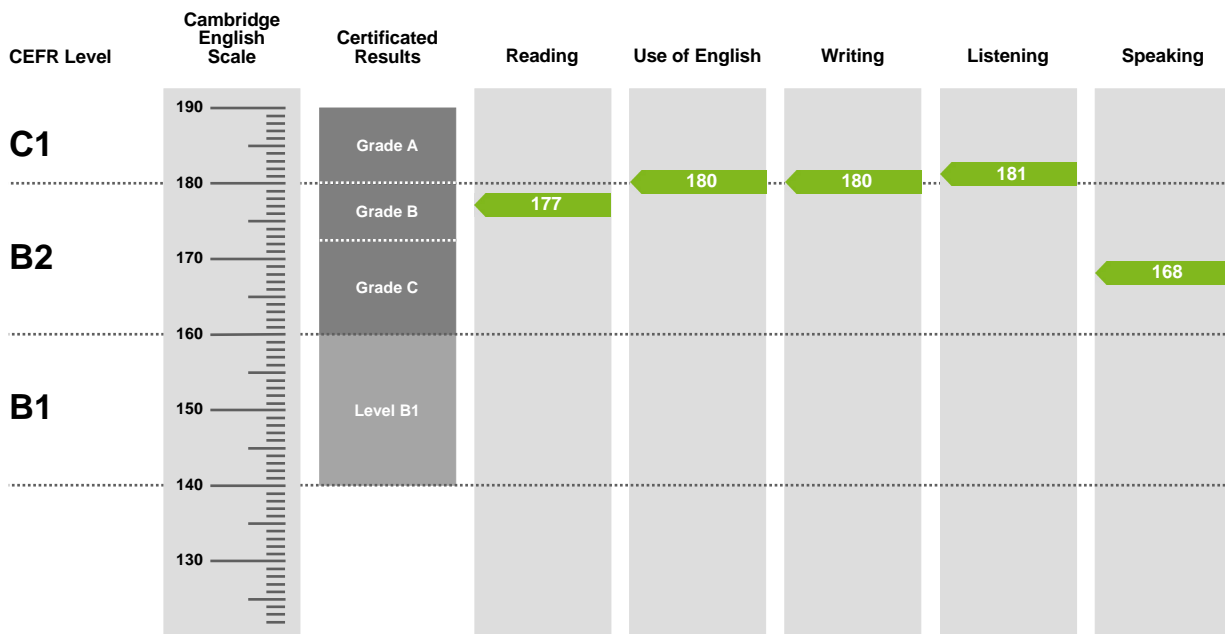 CEFR Level
Cambridge
English
Scale
Certificated
Results
Reading
Use of English
Writing
Listening
Speaking
190
C1
Grade A
180
180
180
181
Grade B
177
B2
170
168
Grade C
160
B1
150
Level B1
140
130